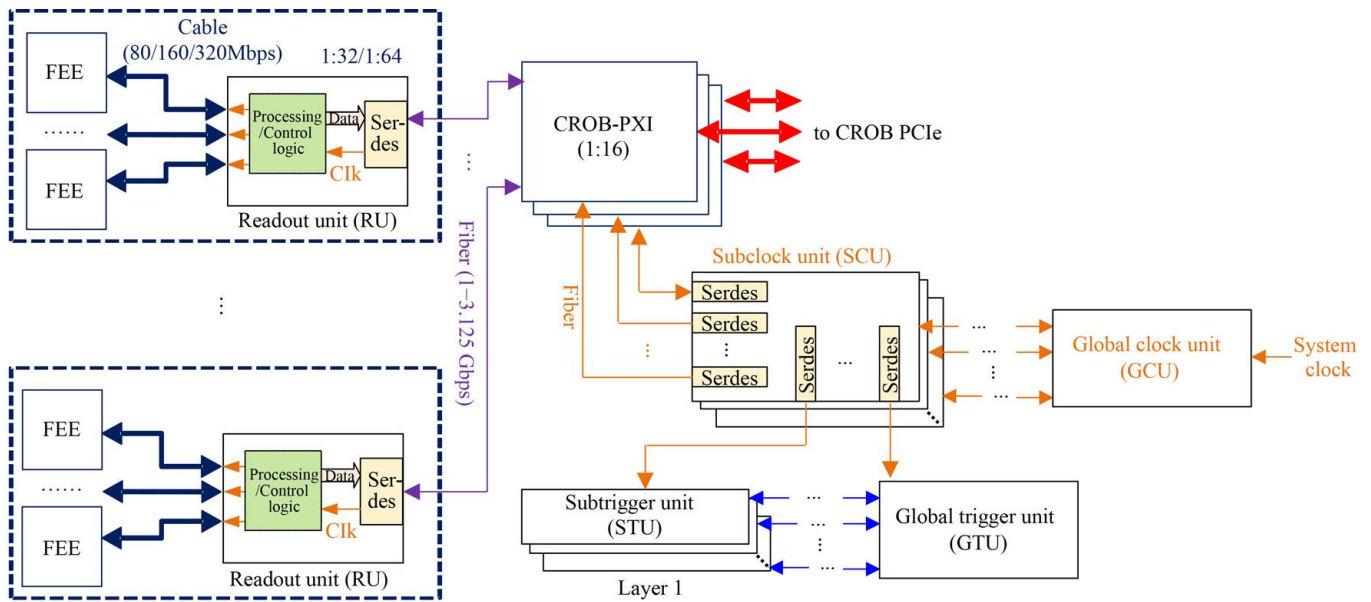 Cable
(80/160/320Mbps)
1:32/1:64
FEE
......
FEE
Processing
/Control
logic
Data
Ser-
des
CIk
Readout unit (RU)
...
Fiber (1−3.125 Gbps)
CROB-PXI
(1:16)
to CROB PCIe
Fiber
...
Subclock unit (SCU)
Serdes
Serdes
...
Serdes
Serdes
...
Serdes
...
...
...
...
Global clock unit
(GCU)
System
clock
...
FEE
......
FEE
Processing
/Control
logic
Data
Ser-
des
CIk
Readout unit (RU)
Subtrigger unit
(STU)
Layer 1
...
...
...
...
Global trigger unit
(GTU)